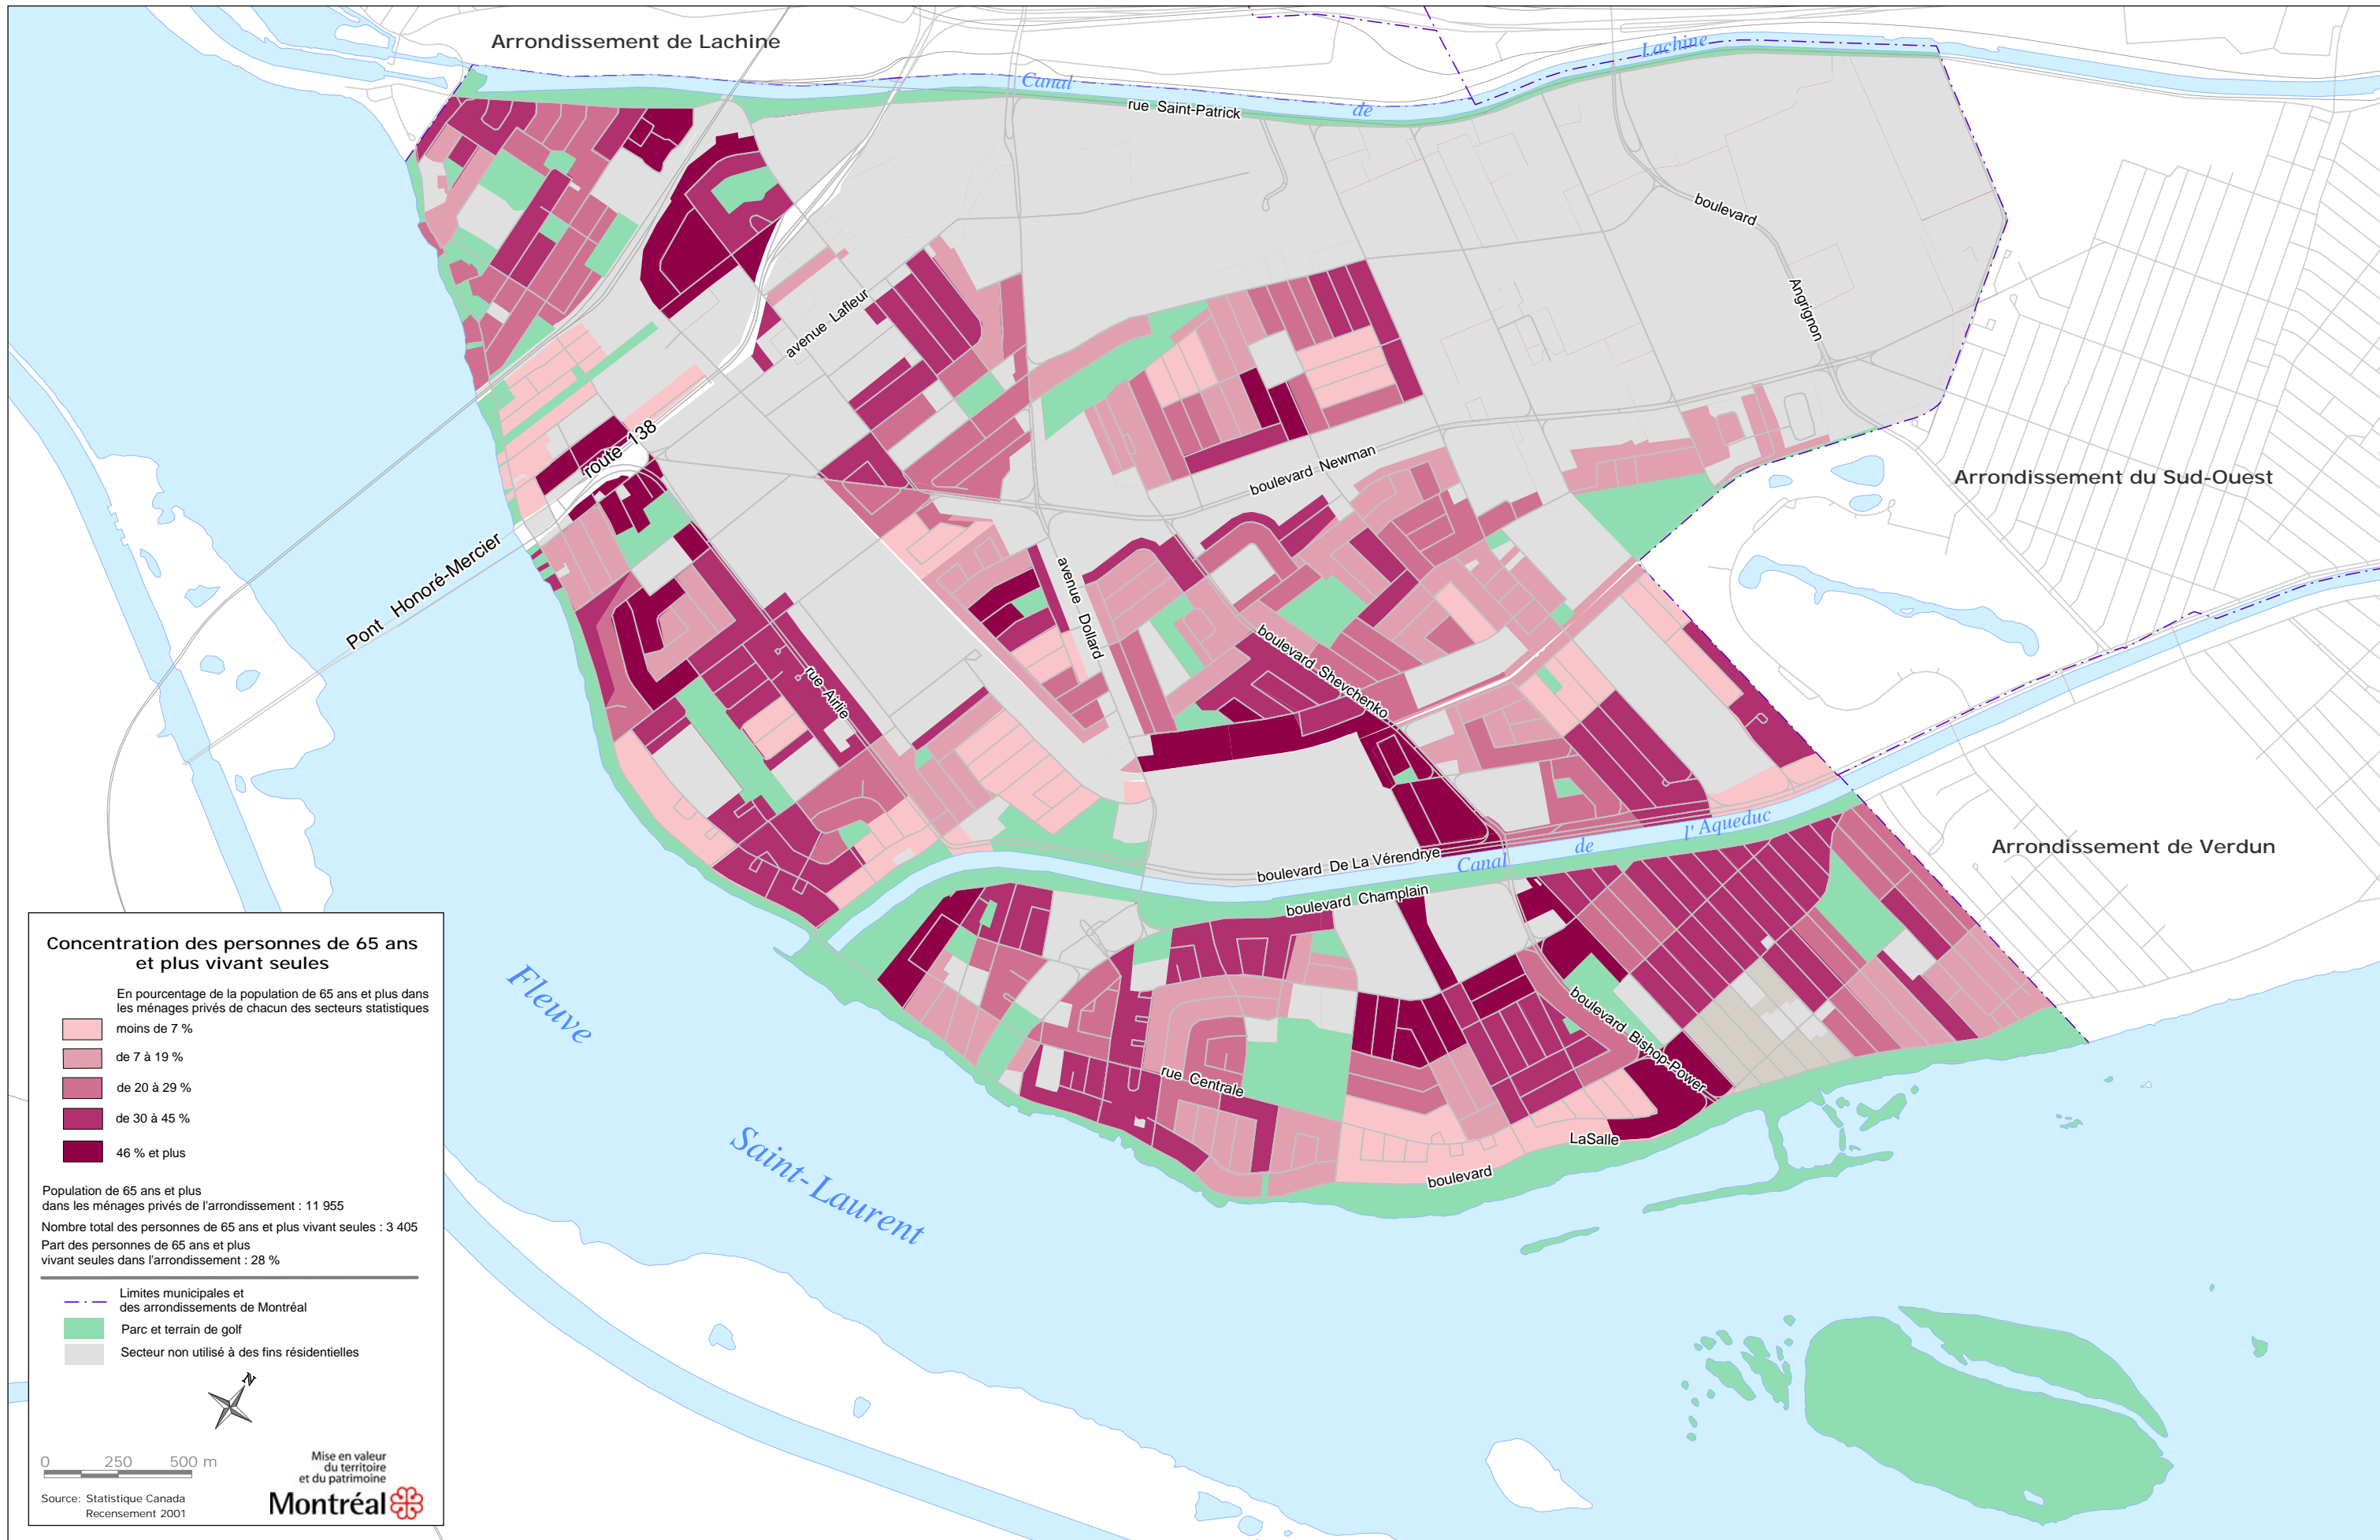 Arrondissement de Lachine
Canal
de
Lachine
rue Saint-Patrick
boulevard
Angrignon
avenue Lafleur
boulevard Newman
Arrondissement du Sud-Ouest
route 138
Pont Honoré-Mercier
avenue Dollard
boulevard Shevchenko
rue Airlie
Arrondissement de Verdun
boulevard De La Vérendrye
Canal
de
l'Aqueduc
boulevard Champlain
boulevard Bishop-Power
rue Centrale
LaSalle
boulevard
Fleuve
Saint-Laurent
Concentration des personnes de 65 ans
et plus vivant seules
En pourcentage de la population de 65 ans et plus dans
les ménages privés de chacun des secteurs statistiques
moins de 7 %
de 7 à 19 %
de 20 à 29 %
de 30 à 45 %
46 % et plus
Population de 65 ans et plus
dans les ménages privés de l'arrondissement : 11 955
Nombre total des personnes de 65 ans et plus vivant seules : 3 405
Part des personnes de 65 ans et plus
vivant seules dans l'arrondissement : 28 %
Limites municipales et
des arrondissements de Montréal
Parc et terrain de golf
Secteur non utilisé à des fins résidentielles
N
0 250 500 m
Source: Statistique Canada
Recensement 2001
Mise en valeur
du territoire
et du patrimoine
Montréal